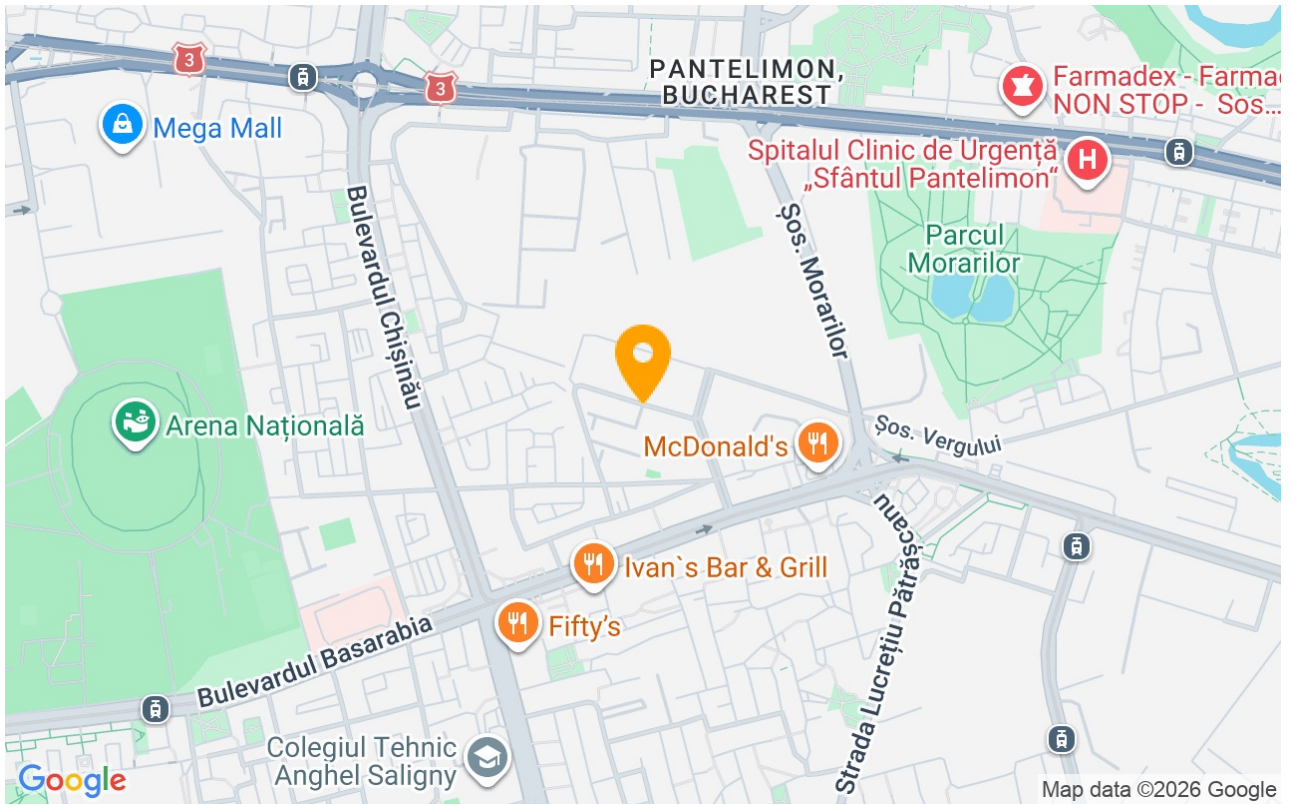 3
3
PANTELIMON,
BUCHAREST
Farmadex - Farmac
NON STOP - Sos...
Mega Mall
Spitalul Clinic de Urgență
„Sfântul Pantelimon“
H
Bulevardul Chișinău
Șos. Morarilor
Parcul
Morarilor
Arena Națională
McDonald's
Șos. Vergului
Ivan`s Bar & Grill
Fifty’s
Strada Lucrețiu Pătrășcanu
Bulevardul Basarabia
Colegiul Tehnic
Anghel Saligny
Google
Map data ©2026 Google